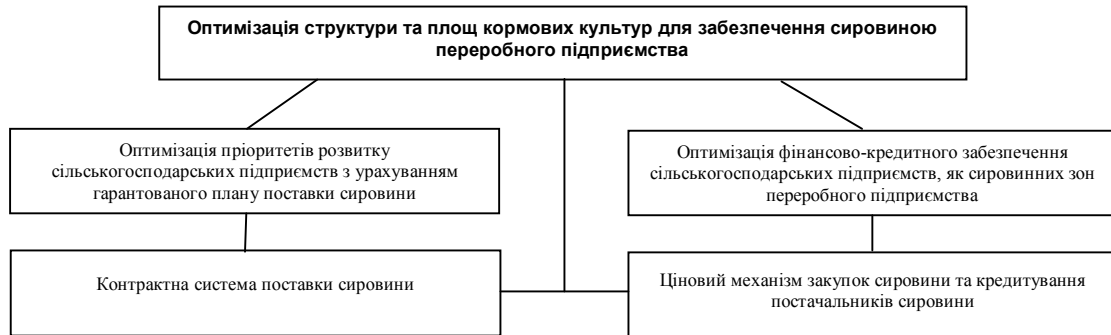 Оптимізація структури та площ кормових культур для забезпечення сировиною
переробного підприємства
Оптимізація пріоритетів розвитку
сільськогосподарських підприємств з урахуванням
гарантованого плану поставки сировини
Оптимізація фінансово-кредитного забезпечення
сільськогосподарських підприємств, як сировинних зон
переробного підприємства
Контрактна система поставки сировини
Ціновий механізм закупок сировини та кредитування
постачальників сировини